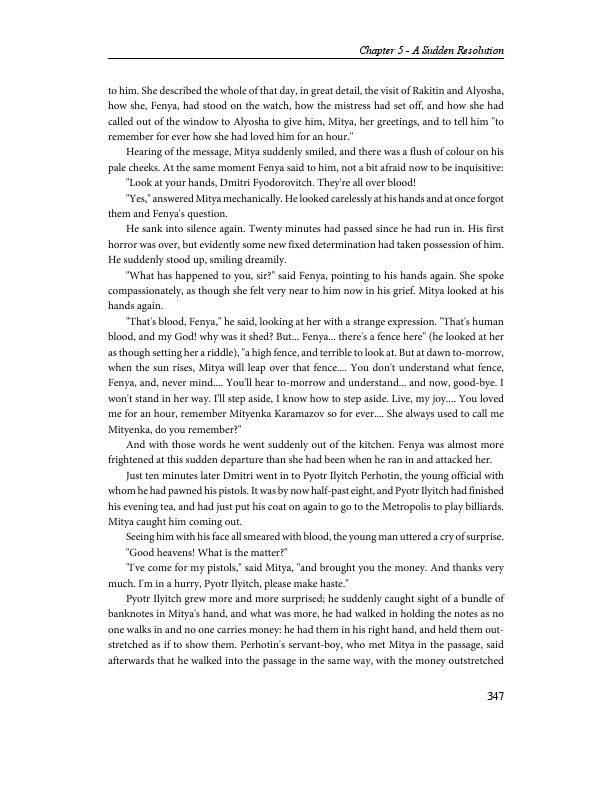 Chapter 5 - A Sudden Resolution
to him. She described the whole of that day, in great detail, the visit of Rakitin and Alyosha,
how she, Fenya, had stood on the watch, how the mistress had set off, and how she had
called out of the window to Alyosha to give him, Mitya, her greetings, and to tell him "to
remember for ever how she had loved him for an hour."
Hearing of the message, Mitya suddenly smiled, and there was a flush of colour on his
pale cheeks. At the same moment Fenya said to him, not a bit afraid now to be inquisitive:
"Look at your hands, Dmitri Fyodorovitch. They're all over blood!
"Yes," answered Mitya mechanically. He looked carelessly at his hands and at once forgot
them and Fenya's question.
He sank into silence again. Twenty minutes had passed since he had run in. His first
horror was over, but evidently some new fixed determination had taken possession of him.
He suddenly stood up, smiling dreamily.
"What has happened to you, sir?" said Fenya, pointing to his hands again. She spoke
compassionately, as though she felt very near to him now in his grief. Mitya looked at his
hands again.
"That's blood, Fenya," he said, looking at her with a strange expression. "That's human
blood, and my God! why was it shed? But... Fenya... there's a fence here" (he looked at her
as though setting her a riddle), "a high fence, and terrible to look at. But at dawn to-morrow,
when the sun rises, Mitya will leap over that fence.... You don't understand what fence,
Fenya, and, never mind.... You'll hear to-morrow and understand... and now, good-bye. I
won't stand in her way. I'll step aside, I know how to step aside. Live, my joy.... You loved
me for an hour, remember Mityenka Karamazov so for ever.... She always used to call me
Mityenka, do you remember?"
And with those words he went suddenly out of the kitchen. Fenya was almost more
frightened at this sudden departure than she had been when he ran in and attacked her.
Just ten minutes later Dmitri went in to Pyotr Ilyitch Perhotin, the young official with
whom he had pawned his pistols. It was by now half-past eight, and Pyotr Ilyitch had finished
his evening tea, and had just put his coat on again to go to the Metropolis to play billiards.
Mitya caught him coming out.
Seeing him with his face all smeared with blood, the young man uttered a cry of surprise.
"Good heavens! What is the matter?"
"I've come for my pistols," said Mitya, "and brought you the money. And thanks very
much. I'm in a hurry, Pyotr Ilyitch, please make haste."
Pyotr Ilyitch grew more and more surprised; he suddenly caught sight of a bundle of
banknotes in Mitya's hand, and what was more, he had walked in holding the notes as no
one walks in and no one carries money: he had them in his right hand, and held them out-
stretched as if to show them. Perhotin's servant-boy, who met Mitya in the passage, said
afterwards that he walked into the passage in the same way, with the money outstretched
347